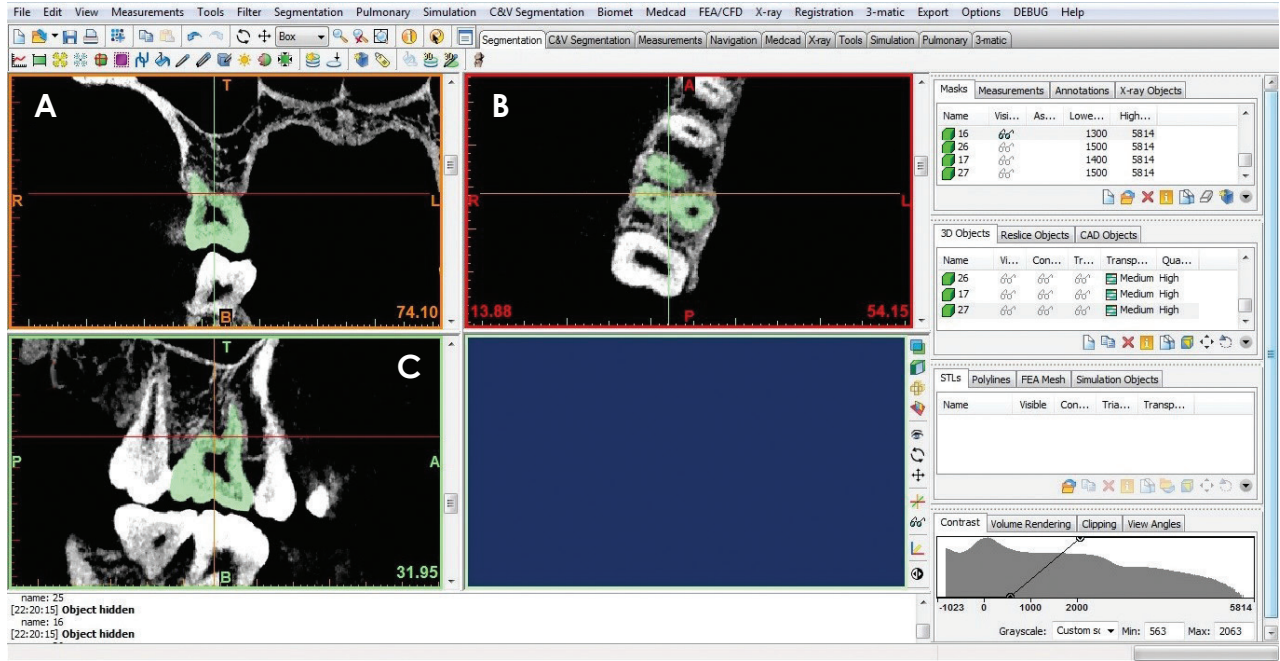 File Edit View Measurements Tools Filter Segmentation Pulmonary Simulation C&V Segmentation Biomet Medcad FEA/CFD X-ray Registration 3-matic Export Options DEBUG Help
Box
Segmentation C&V Segmentation Measurements Navigation Medcad X-ray Tools Simulation Pulmonary 3-matic
A
T
R
L
B
74.10
B
A
R
L
P
13.88
54.15
C
T
P
A
B
31.95
Masks Measurements Annotations X-ray Objects
Name Visi... As... Lowe... High...
16 1300 5814
26 1500 5814
17 1400 5814
27 1500 5814
3D Objects Reslice Objects CAD Objects
Name Vi... Con... Tr... Transp... Qua...
26 Medium High
17 Medium High
27 Medium High
STLs Polylines FEA Mesh Simulation Objects
Name Visible Con... Tria... Transp...
Contrast Volume Rendering Clipping View Angles
-1023 0 1000 2000 5814
Grayscale: Custom sc Min: 563 Max: 2063
name: 25
[22:20:15] Object hidden
name: 16
[22:20:15] Object hidden